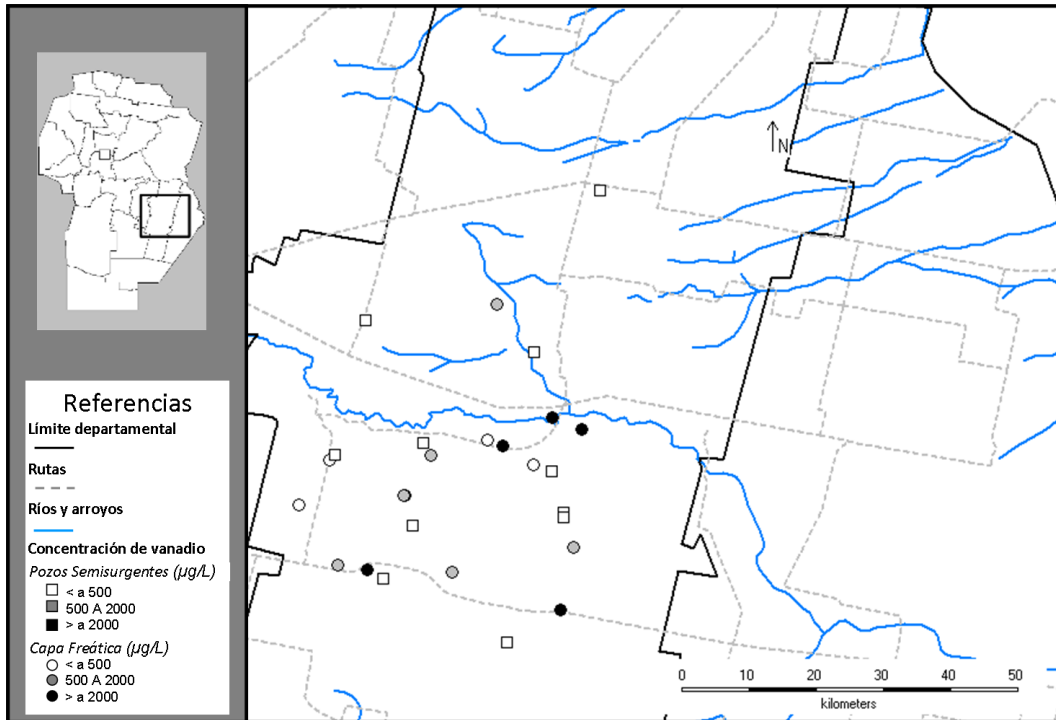 Referencias
Límite departamental
Rutas
Ríos y arroyos
Concentración de vanadio
Pozos Semisurgentes (µg/L)
< a 500
500 A 2000
> a 2000
Capa Freática (µg/L)
< a 500
500 A 2000
> a 2000
N
0 10 20 30 40 50
kilometers